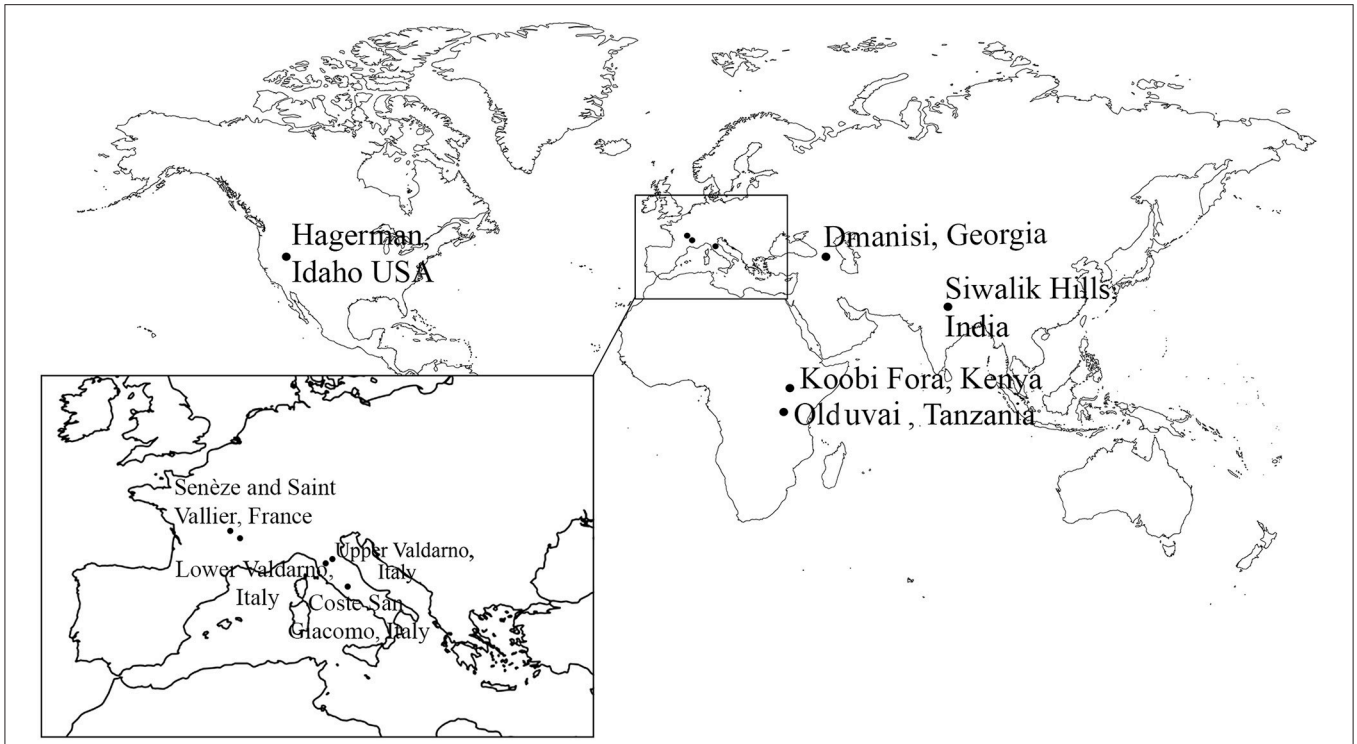 Hagerman,
Idaho USA
Dmanisi, Georgia
Siwalik Hills,
India
Koobi Fora, Kenya
Olduvai , Tanzania
Senèze and Saint
Vallier, France
Upper Valdarno,
Italy
Lower Valdarno,
Italy
Coste San
Giacomo, Italy